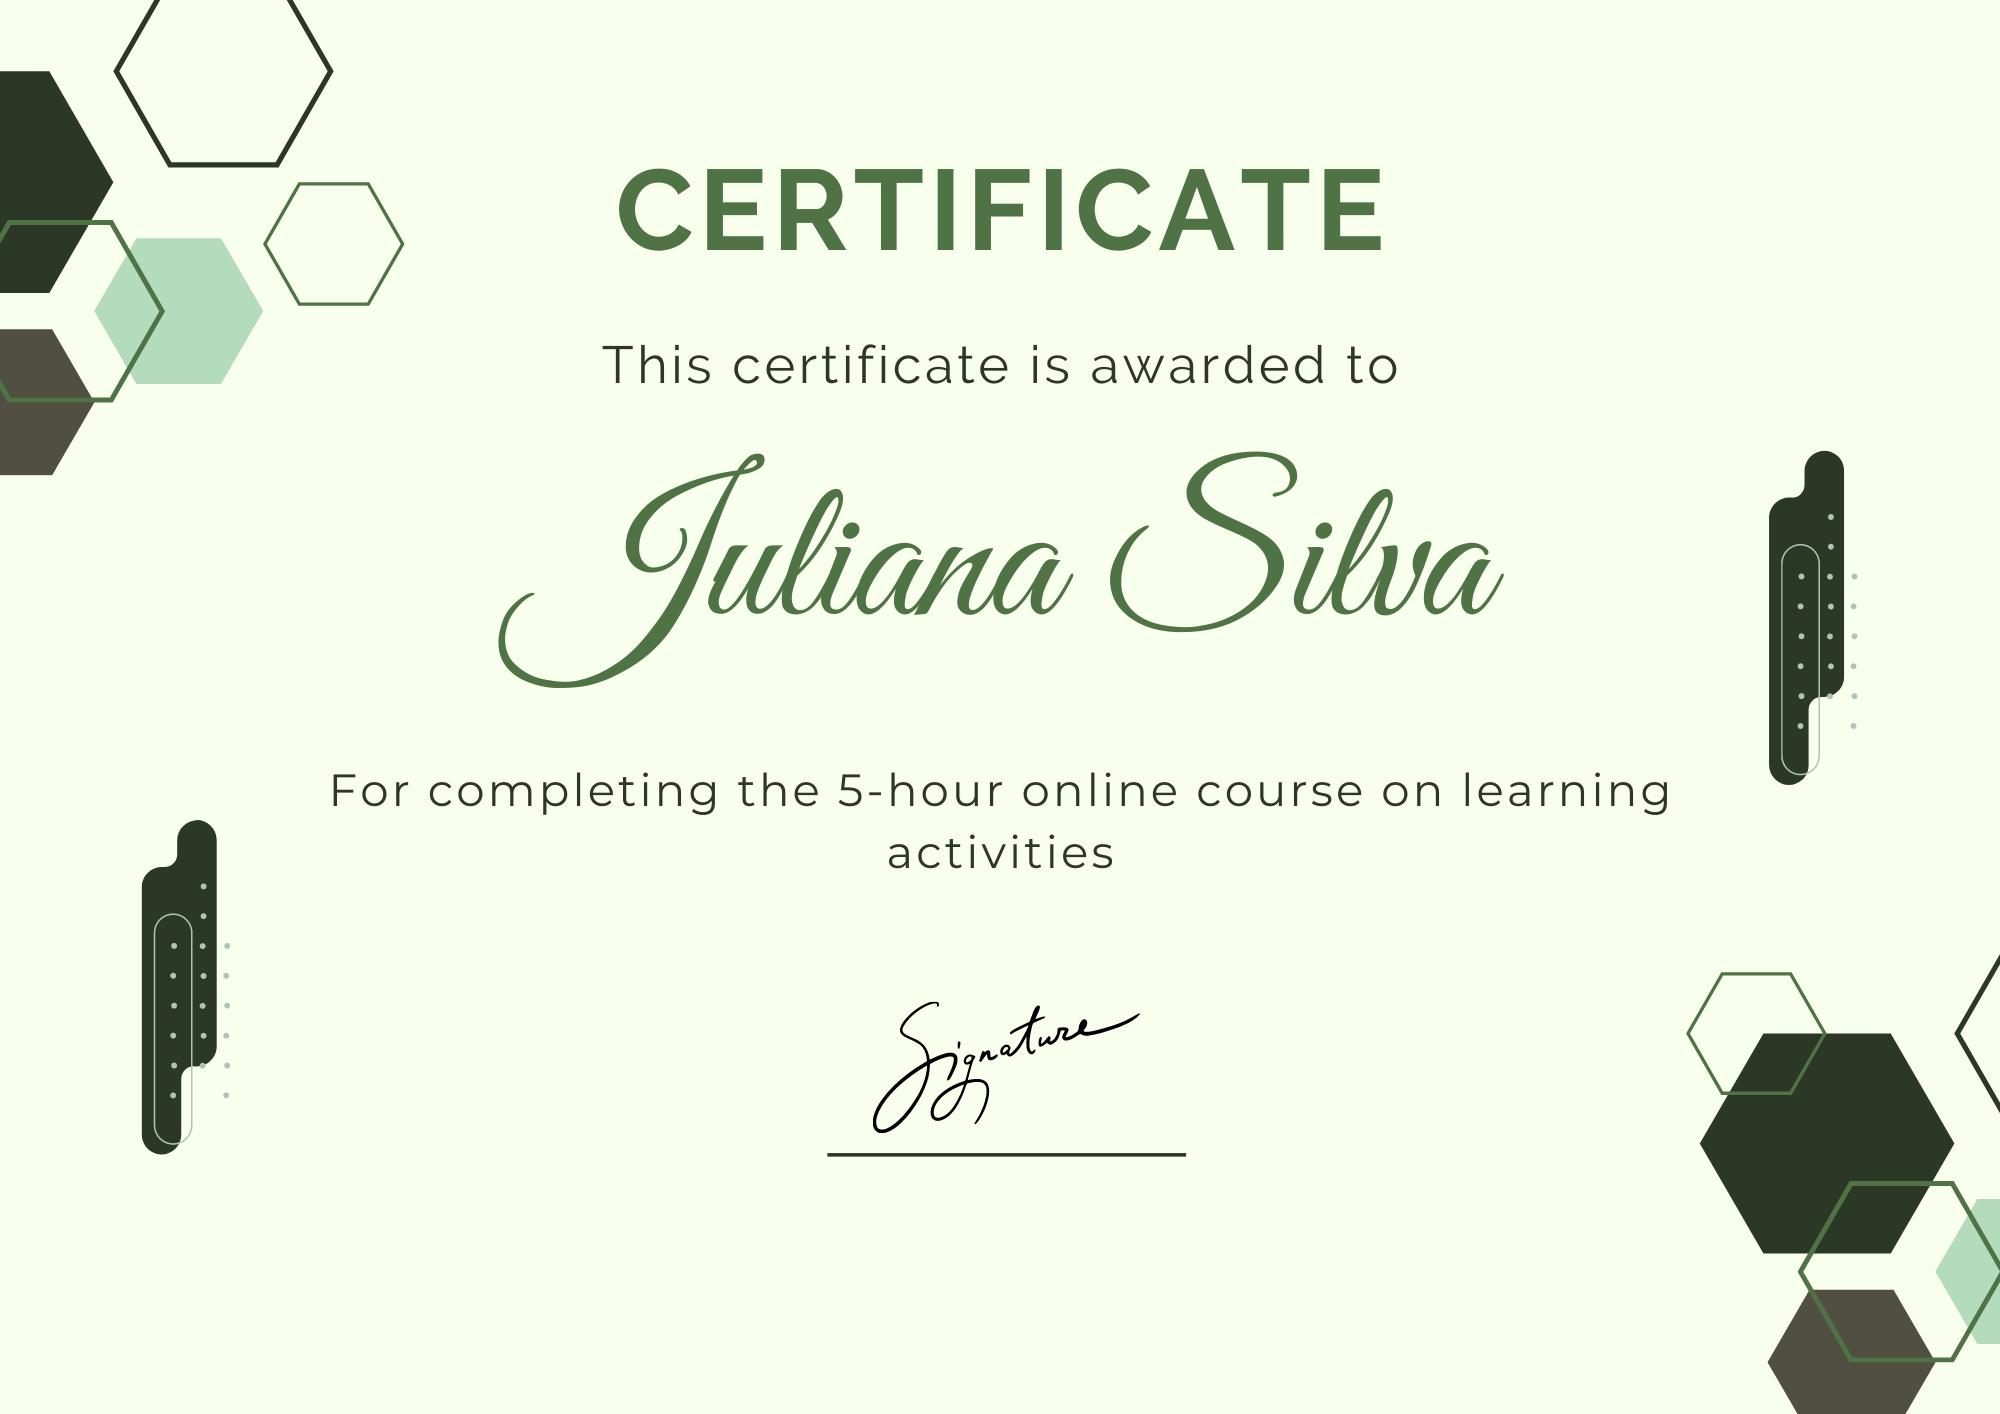 CERTIFICATE
This certificate is awarded to
Juliana Silva
For completing the 5-hour online course on learning
activities
Signature